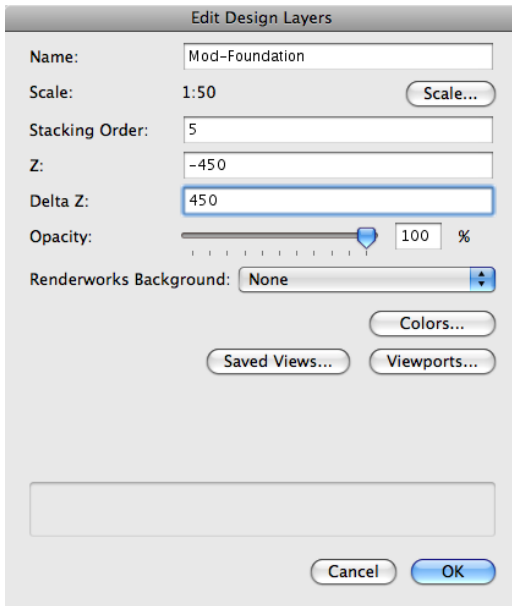 Edit Design Layers
Name: Mod-Foundation
Scale: 1:50 Scale...
Stacking Order: 5
Z: -450
Delta Z: 450
Opacity: 100 %
Renderworks Background: None
Colors...
Saved Views... Viewports...
Cancel OK